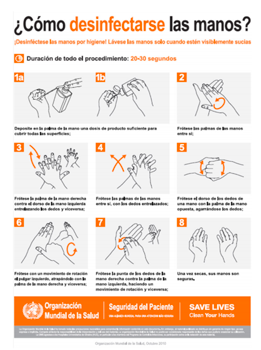 ¿Cómo desinfectarse las manos?
¡Desinféctese las manos por higiene! Lávese las manos solo cuando estén visiblemente sucias
Duración de todo el procedimiento: 20-30 segundos
1a
1b
2
Deposite en la palma de la mano una dosis de producto suficiente para
cubrir todas las superficies;
Frótese las palmas de las manos
entre sí;
3
4
5
Frótese la palma de la mano derecha
contra el dorso de la mano izquierda
entrelazando los dedos y viceversa;
Frótese las palmas de las manos
entre sí, con los dedos entrelazados;
Frótese el dorso de los dedos de
una mano con la palma de la mano
opuesta, agarrándose los dedos;
6
7
8
Frótese con un movimiento de rotación
el pulgar izquierdo, atrapándolo con la
palma de la mano derecha y viceversa;
Frótese la punta de los dedos de la
mano derecha contra la palma de la
mano izquierda, haciendo un
movimiento de rotación y viceversa;
Una vez secas, sus manos son
seguras.
Organización
Mundial de la Salud
Seguridad del Paciente
SAVE LIVES
Clean Your Hands
Organización Mundial de la Salud, Octubre 2010